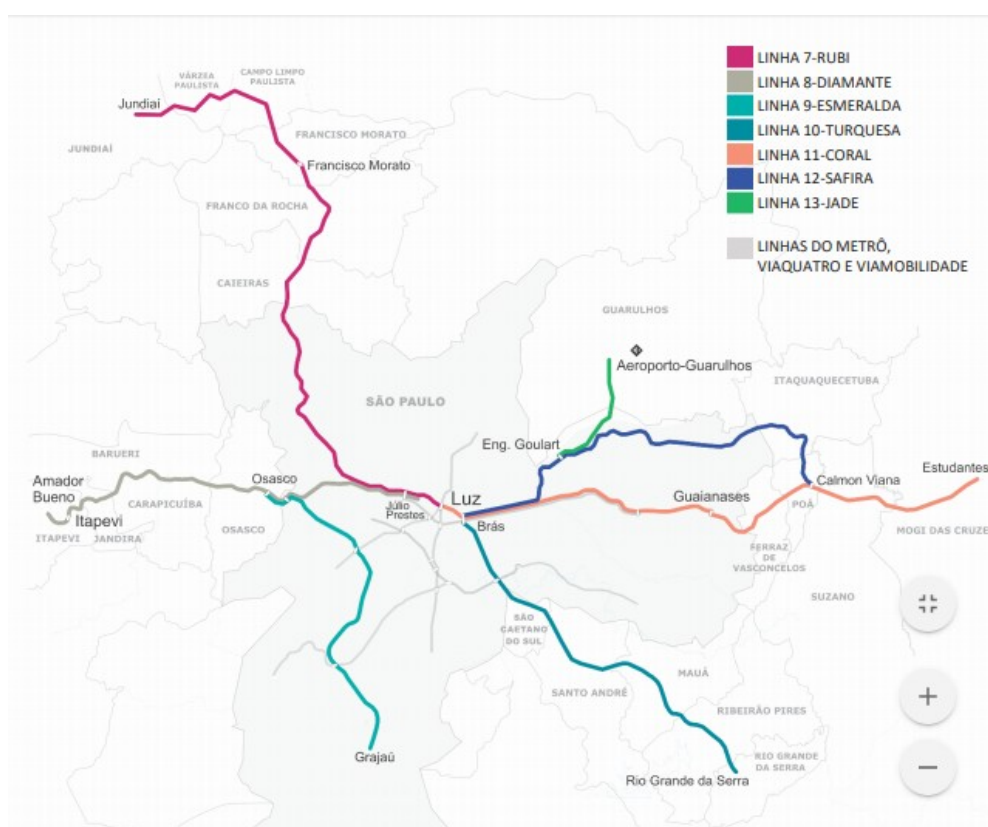 LINHA 7-RUBI
LINHA 8-DIAMANTE
LINHA 9-ESMERALDA
LINHA 10-TURQUESA
LINHA 11-CORAL
LINHA 12-SAFIRA
LINHA 13-JADE
LINHAS DO METRÔ,
VIAQUATRO E VIAMOBILIDADE
VÁRZEA
PAULISTA
CAMPO LIMPO
PAULISTA
Jundiaí
JUNDIAÍ
FRANCISCO MORATO
Francisco Morato
FRANCO DA ROCHA
CAIEIRAS
GUARULHOS
Aeroporto-Guarulhos
ITAQUAQUECETUBA
SÃO PAULO
Eng. Goulart
BARUERI
Amador
Bueno
Itapevi
CARAPICUÍBA
ITAPEVI
JANDIRA
Osasco
OSASCO
Júlio
Prestes
Luz
Brás
Guaianases
Calmon Viana
Estudantes
POÁ
MOGI DAS CRUZE
FERRAZ
DE
VASCONCELOS
SUZANO
SÃO
CAETANO
DO SUL
MAUÁ
SANTO ANDRÉ
RIBEIRÃO PIRES
RIO GRANDE
DA SERRA
Rio Grande da Serra
Grajaú